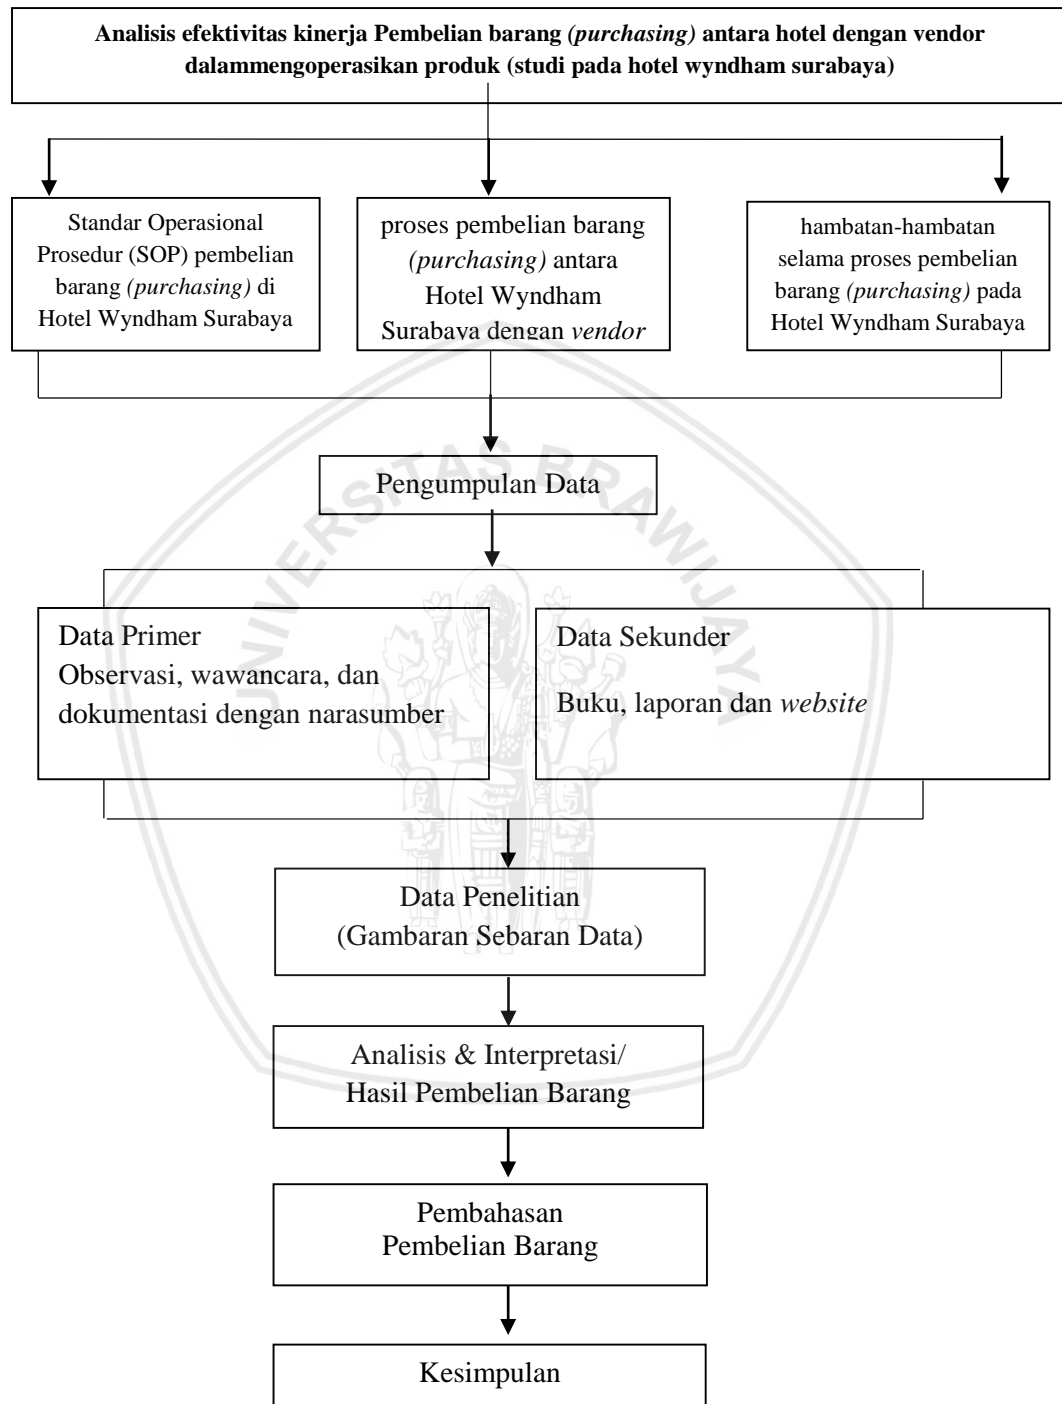 Analisis efektivitas kinerja Pembelian barang (purchasing) antara hotel dengan vendor
dalammengoperasikan produk (studi pada hotel wyndham surabaya)
Standar Operasional
Prosedur (SOP) pembelian
barang (purchasing) di
Hotel Wyndham Surabaya
proses pembelian barang
(purchasing) antara
Hotel Wyndham
Surabaya dengan vendor
hambatan-hambatan
selama proses pembelian
barang (purchasing) pada
Hotel Wyndham Surabaya
UNIVERSITAS BRAWIJAYA
Pengumpulan Data
Data Primer
Observasi, wawancara, dan
dokumentasi dengan narasumber
Data Sekunder
Buku, laporan dan website
Data Penelitian
(Gambaran Sebaran Data)
Analisis & Interpretasi/
Hasil Pembelian Barang
Pembahasan
Pembelian Barang
Kesimpulan